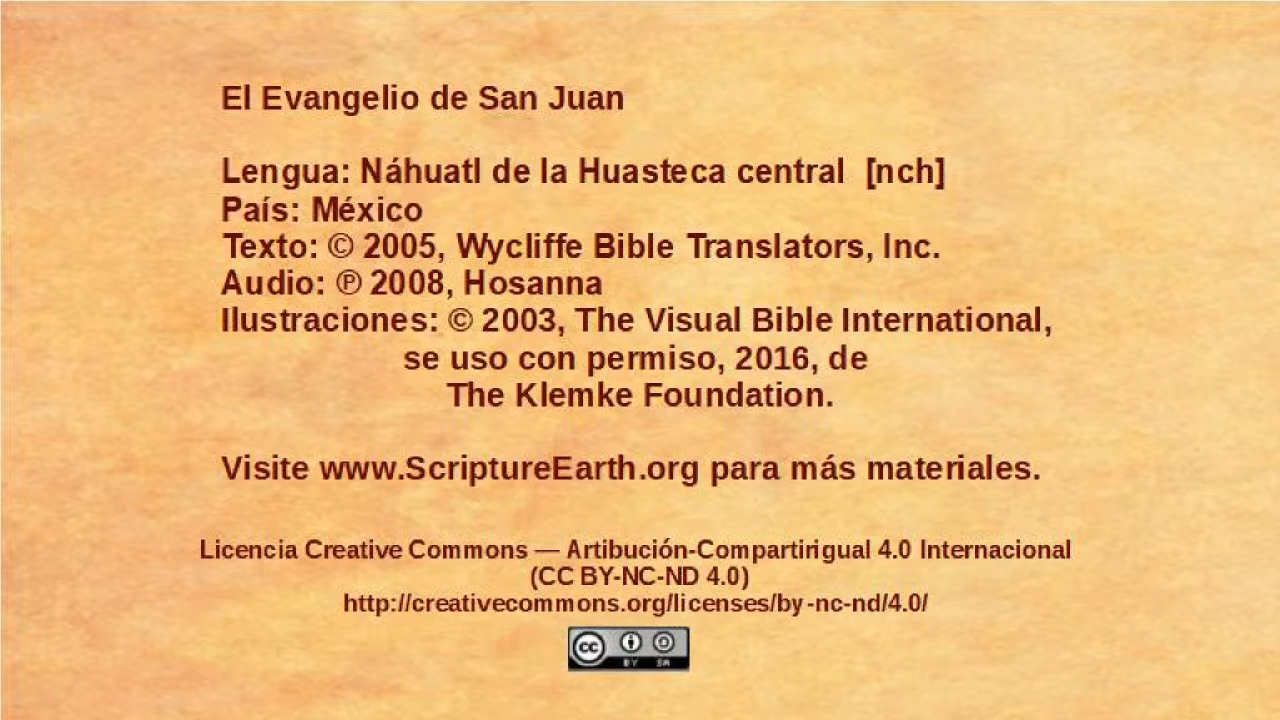 El Evangelio de San Juan
Lengua: Náhuatl de la Huasteca central [nch]
País: México
Texto: © 2005, Wycliffe Bible Translators, Inc.
Audio: ℗ 2008, Hosanna
Ilustraciones: © 2003, The Visual Bible International,
se uso con permiso, 2016, de
The Klemke Foundation.
Visite www.ScriptureEarth.org para más materiales.
Licencia Creative Commons — Artibución-Compartirigual 4.0 Internacional
(CC BY-NC-ND 4.0)
http://creativecommons.org/licenses/by-nc-nd/4.0/
cc BY SA